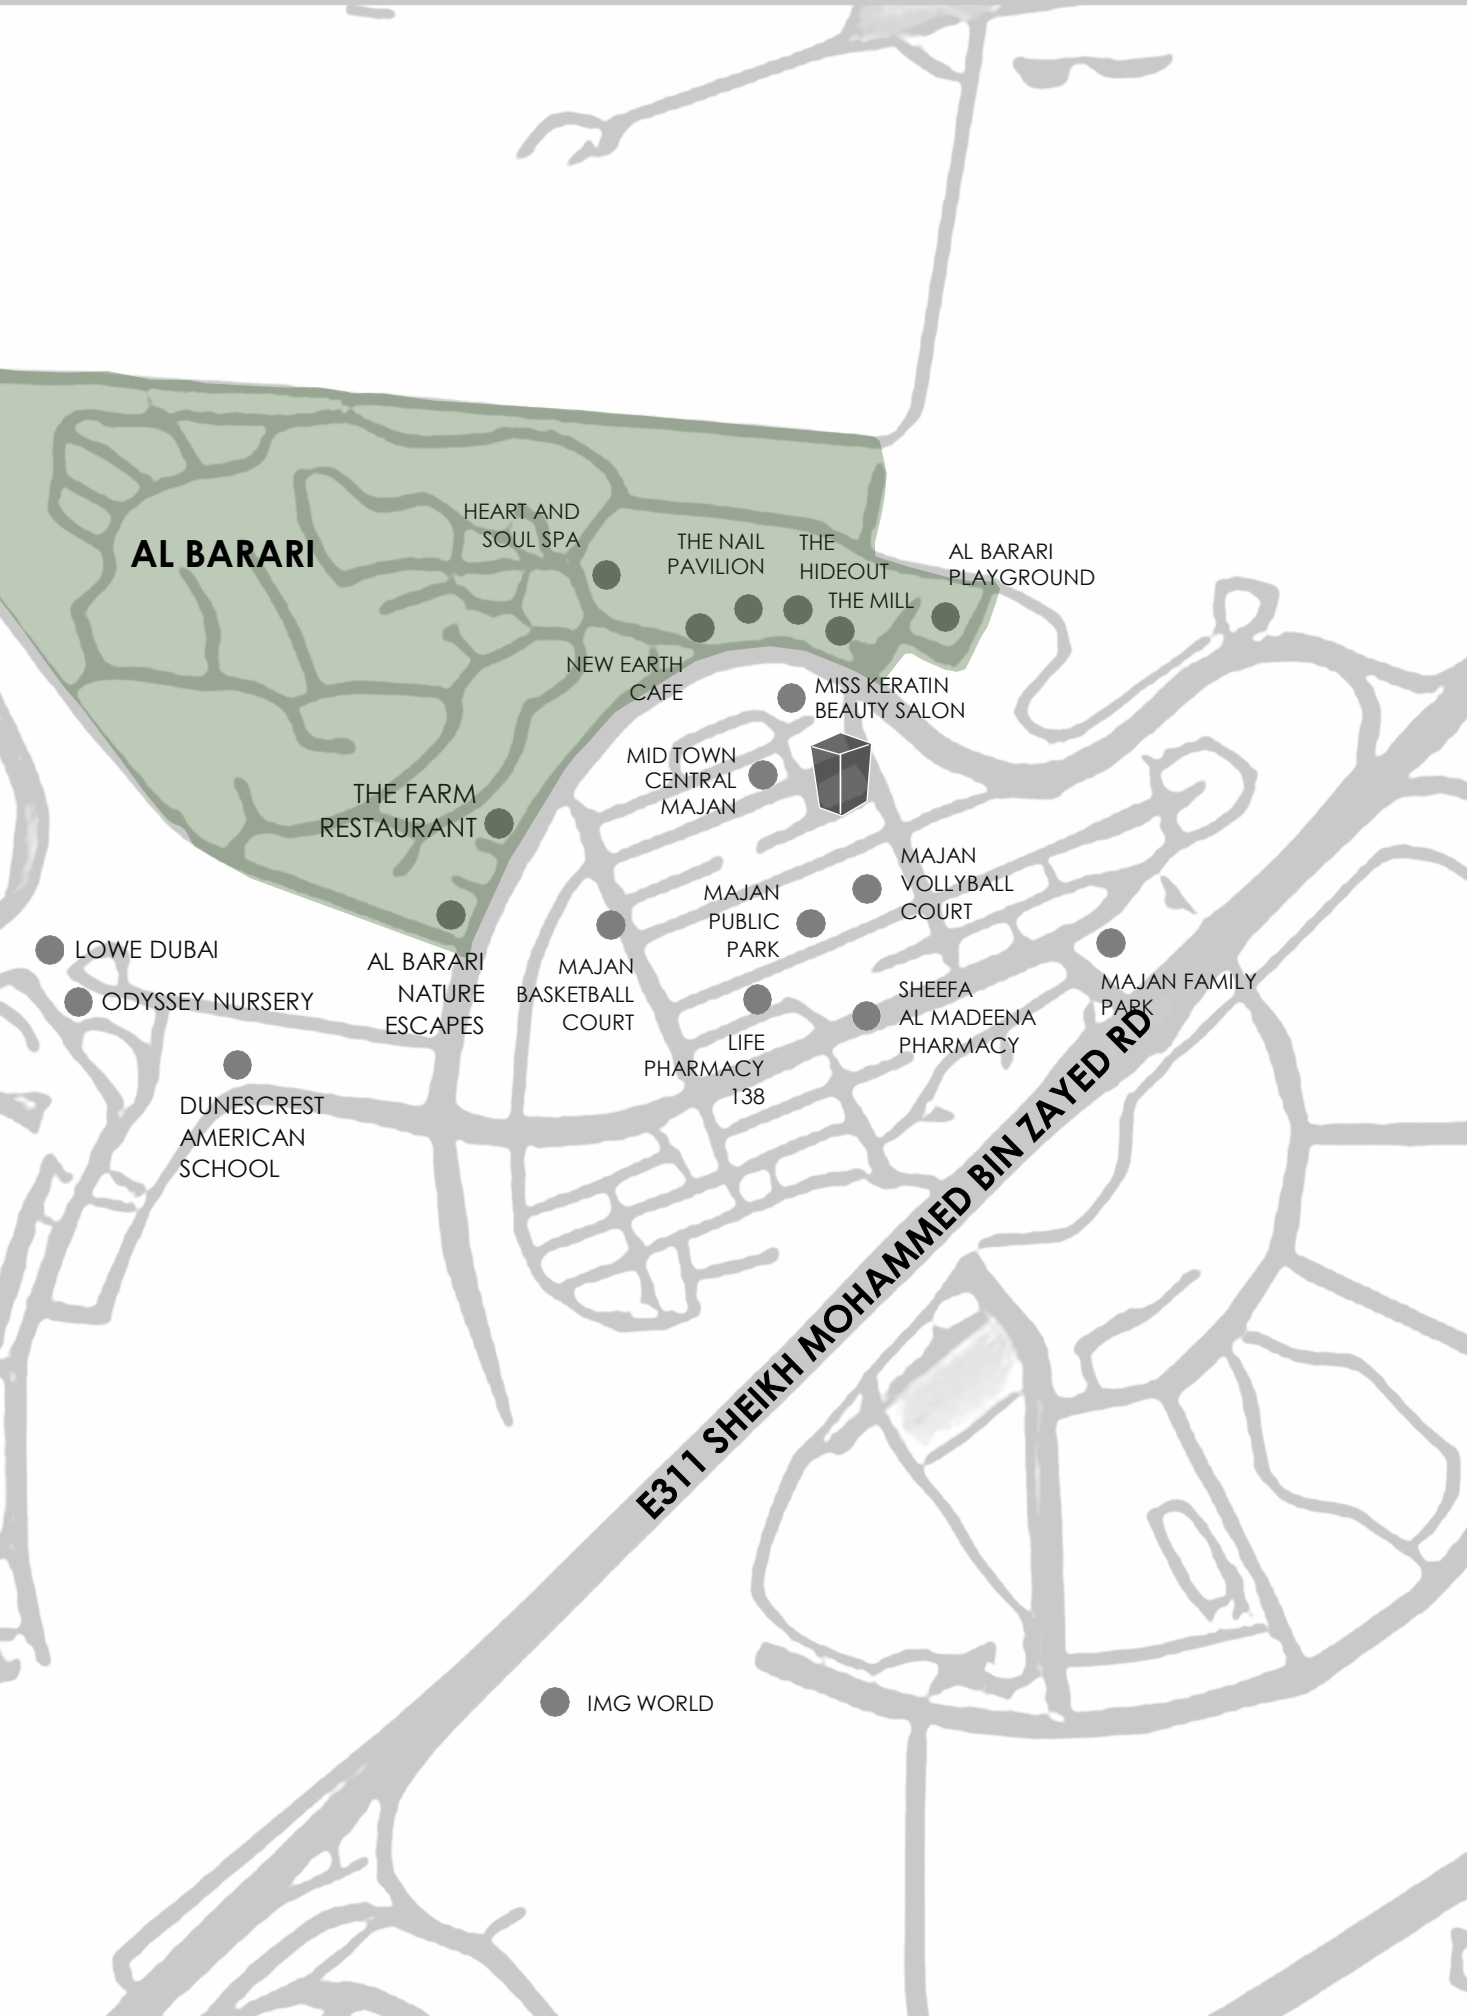 HEART AND
SOUL SPA
THE NAIL
PAVILION
THE
HIDEOUT
THE MILL
AL BARARI
PLAYGROUND
AL BARARI
NEW EARTH
CAFE
MISS KERATIN
BEAUTY SALON
MID TOWN
CENTRAL
MAJAN
THE FARM
RESTAURANT
MAJAN
VOLLYBALL
COURT
MAJAN
PUBLIC
PARK
LOWE DUBAI
ODYSSEY NURSERY
AL BARARI
NATURE
ESCAPES
MAJAN
BASKETBALL
COURT
MAJAN FAMILY
PARK
SHEEFA
AL MADEENA
PHARMACY
LIFE
PHARMACY
138
DUNESCREST
AMERICAN
SCHOOL
E311 SHEIKH MOHAMMED BIN ZAYED RD
IMG WORLD